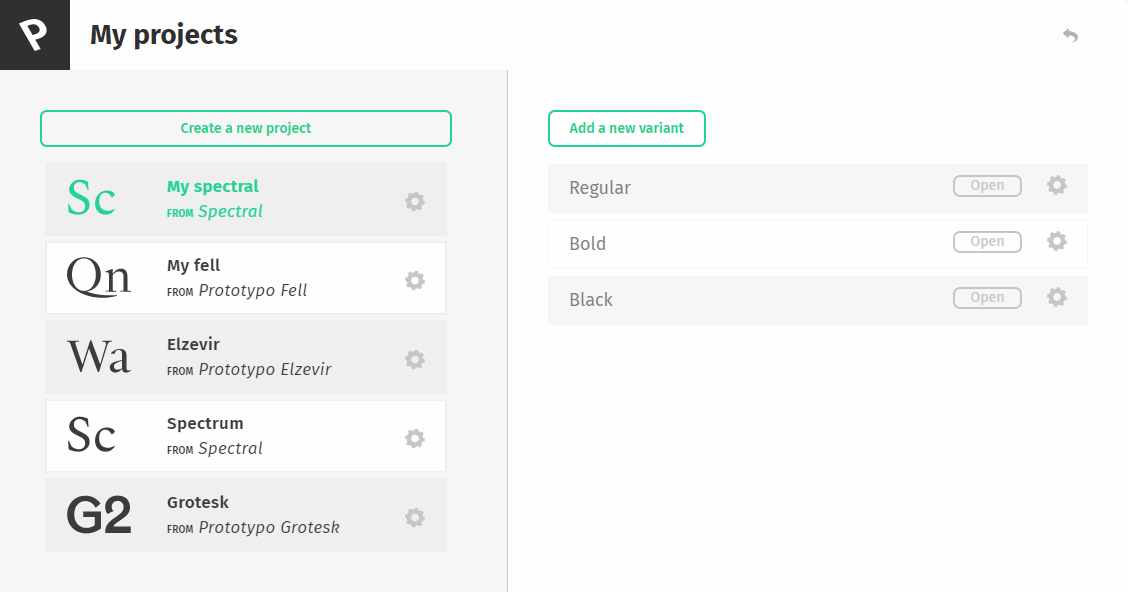 P
My projects
Create a new project
Sc
My spectral
FROM Spectral
Qn
My fell
FROM Prototypo Fell
Wa
Elzevir
FROM Prototypo Elzevir
Sc
Spectrum
FROM Spectral
G2
Grotesk
FROM Prototypo Grotesk
Add a new variant
Regular Open
Bold Open
Black Open